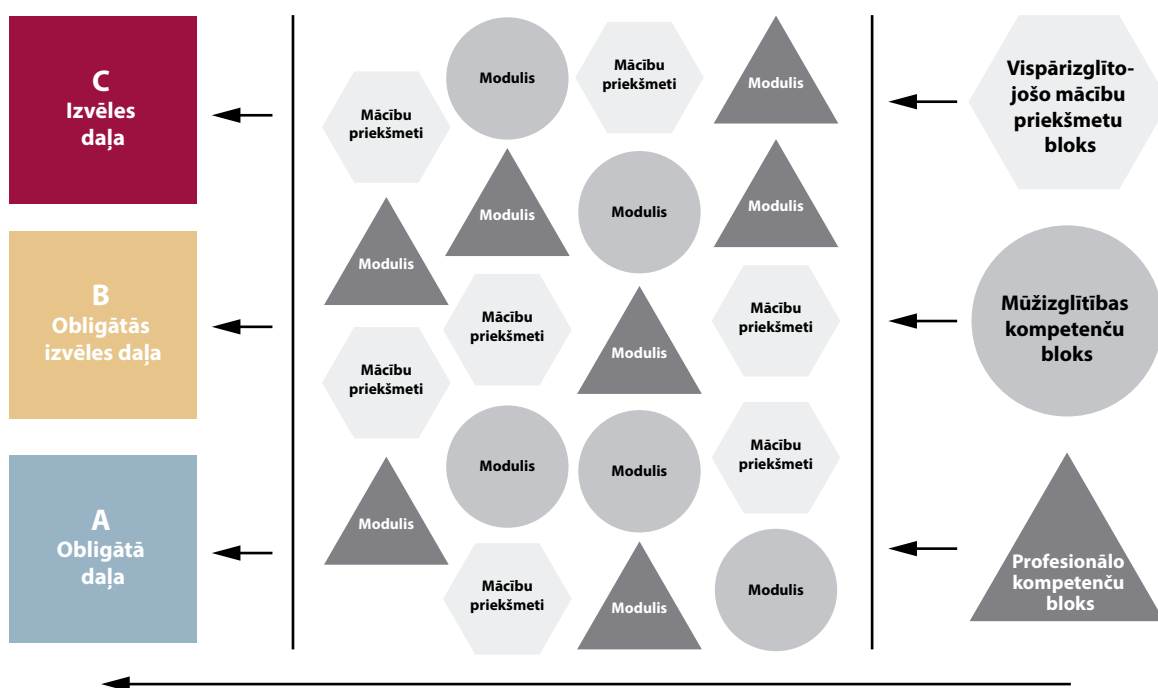 C
Izvēles
daļa
B
Obligātās
izvēles daļa
A
Obligātā
daļa
Mācību
priekšmeti
Modulis
Mācību
priekšmeti
Modulis
Modulis
Modulis
Modulis
Modulis
Mācību
priekšmeti
Modulis
Mācību
priekšmeti
Mācību
priekšmeti
Modulis
Modulis
Mācību
priekšmeti
Modulis
Mācību
priekšmeti
Modulis
Modulis
Vispārizglīto-
jošo mācību
priekšmetu
bloks
Mūžizglītības
kompetenču
bloks
Profesionālo
kompetenču
bloks